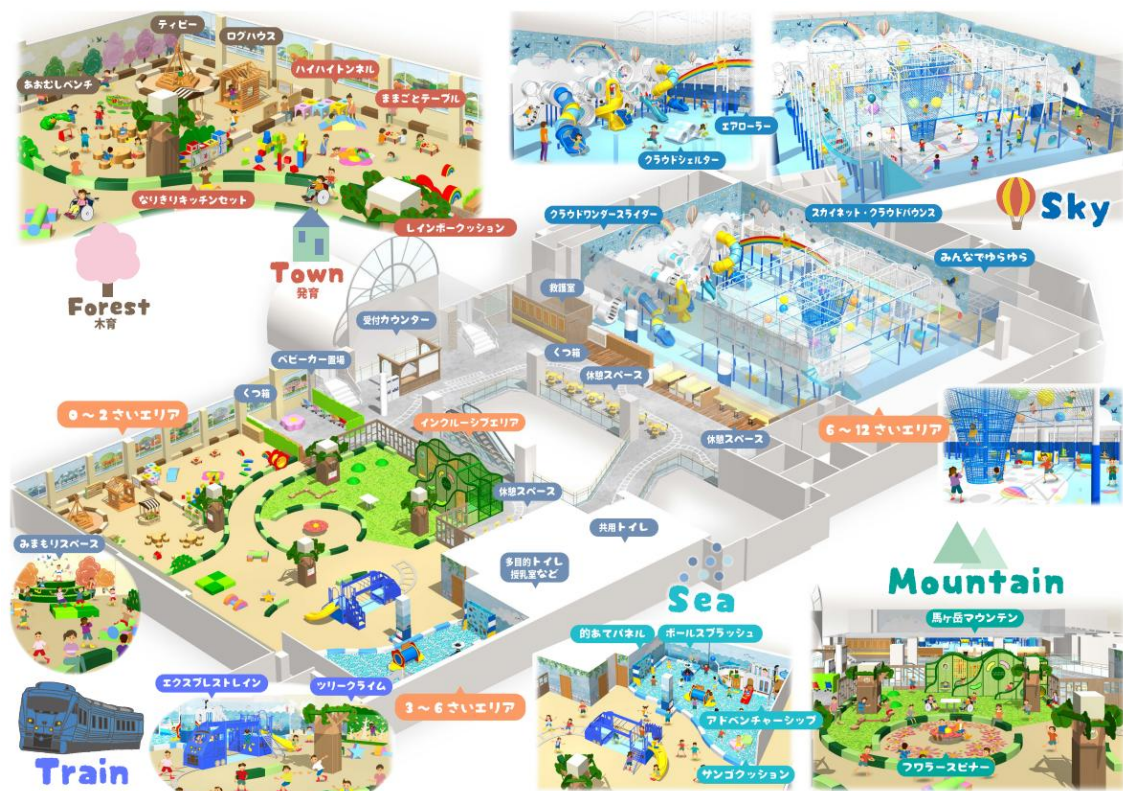 ティピー
ログハウス
あおむしベンチ
ハイハイトンネル
ままごとテーブル
なりきりキッチンセット
レインボークッション
Forest
木育
Town
発育
エアローラー
クラウドシェルター
Sky
クラウドワンダースライダー
スカイネット・クラウドバウンス
みんなでゆらゆら
救護室
受付カウンター
ベビーカー置場
くつ箱
くつ箱
休憩スペース
0〜2さいエリア
インクルーシブエリア
休憩スペース
6〜12さいエリア
休憩スペース
共用トイレ
多目的トイレ
授乳室など
みまもりスペース
Sea
Mountain
馬ヶ岳マウンテン
的あてパネル
ボールスプラッシュ
エクスプレストレイン
ツリークライム
3〜6さいエリア
アドベンチャーシップ
サンゴクッション
フワラースピナー
Train